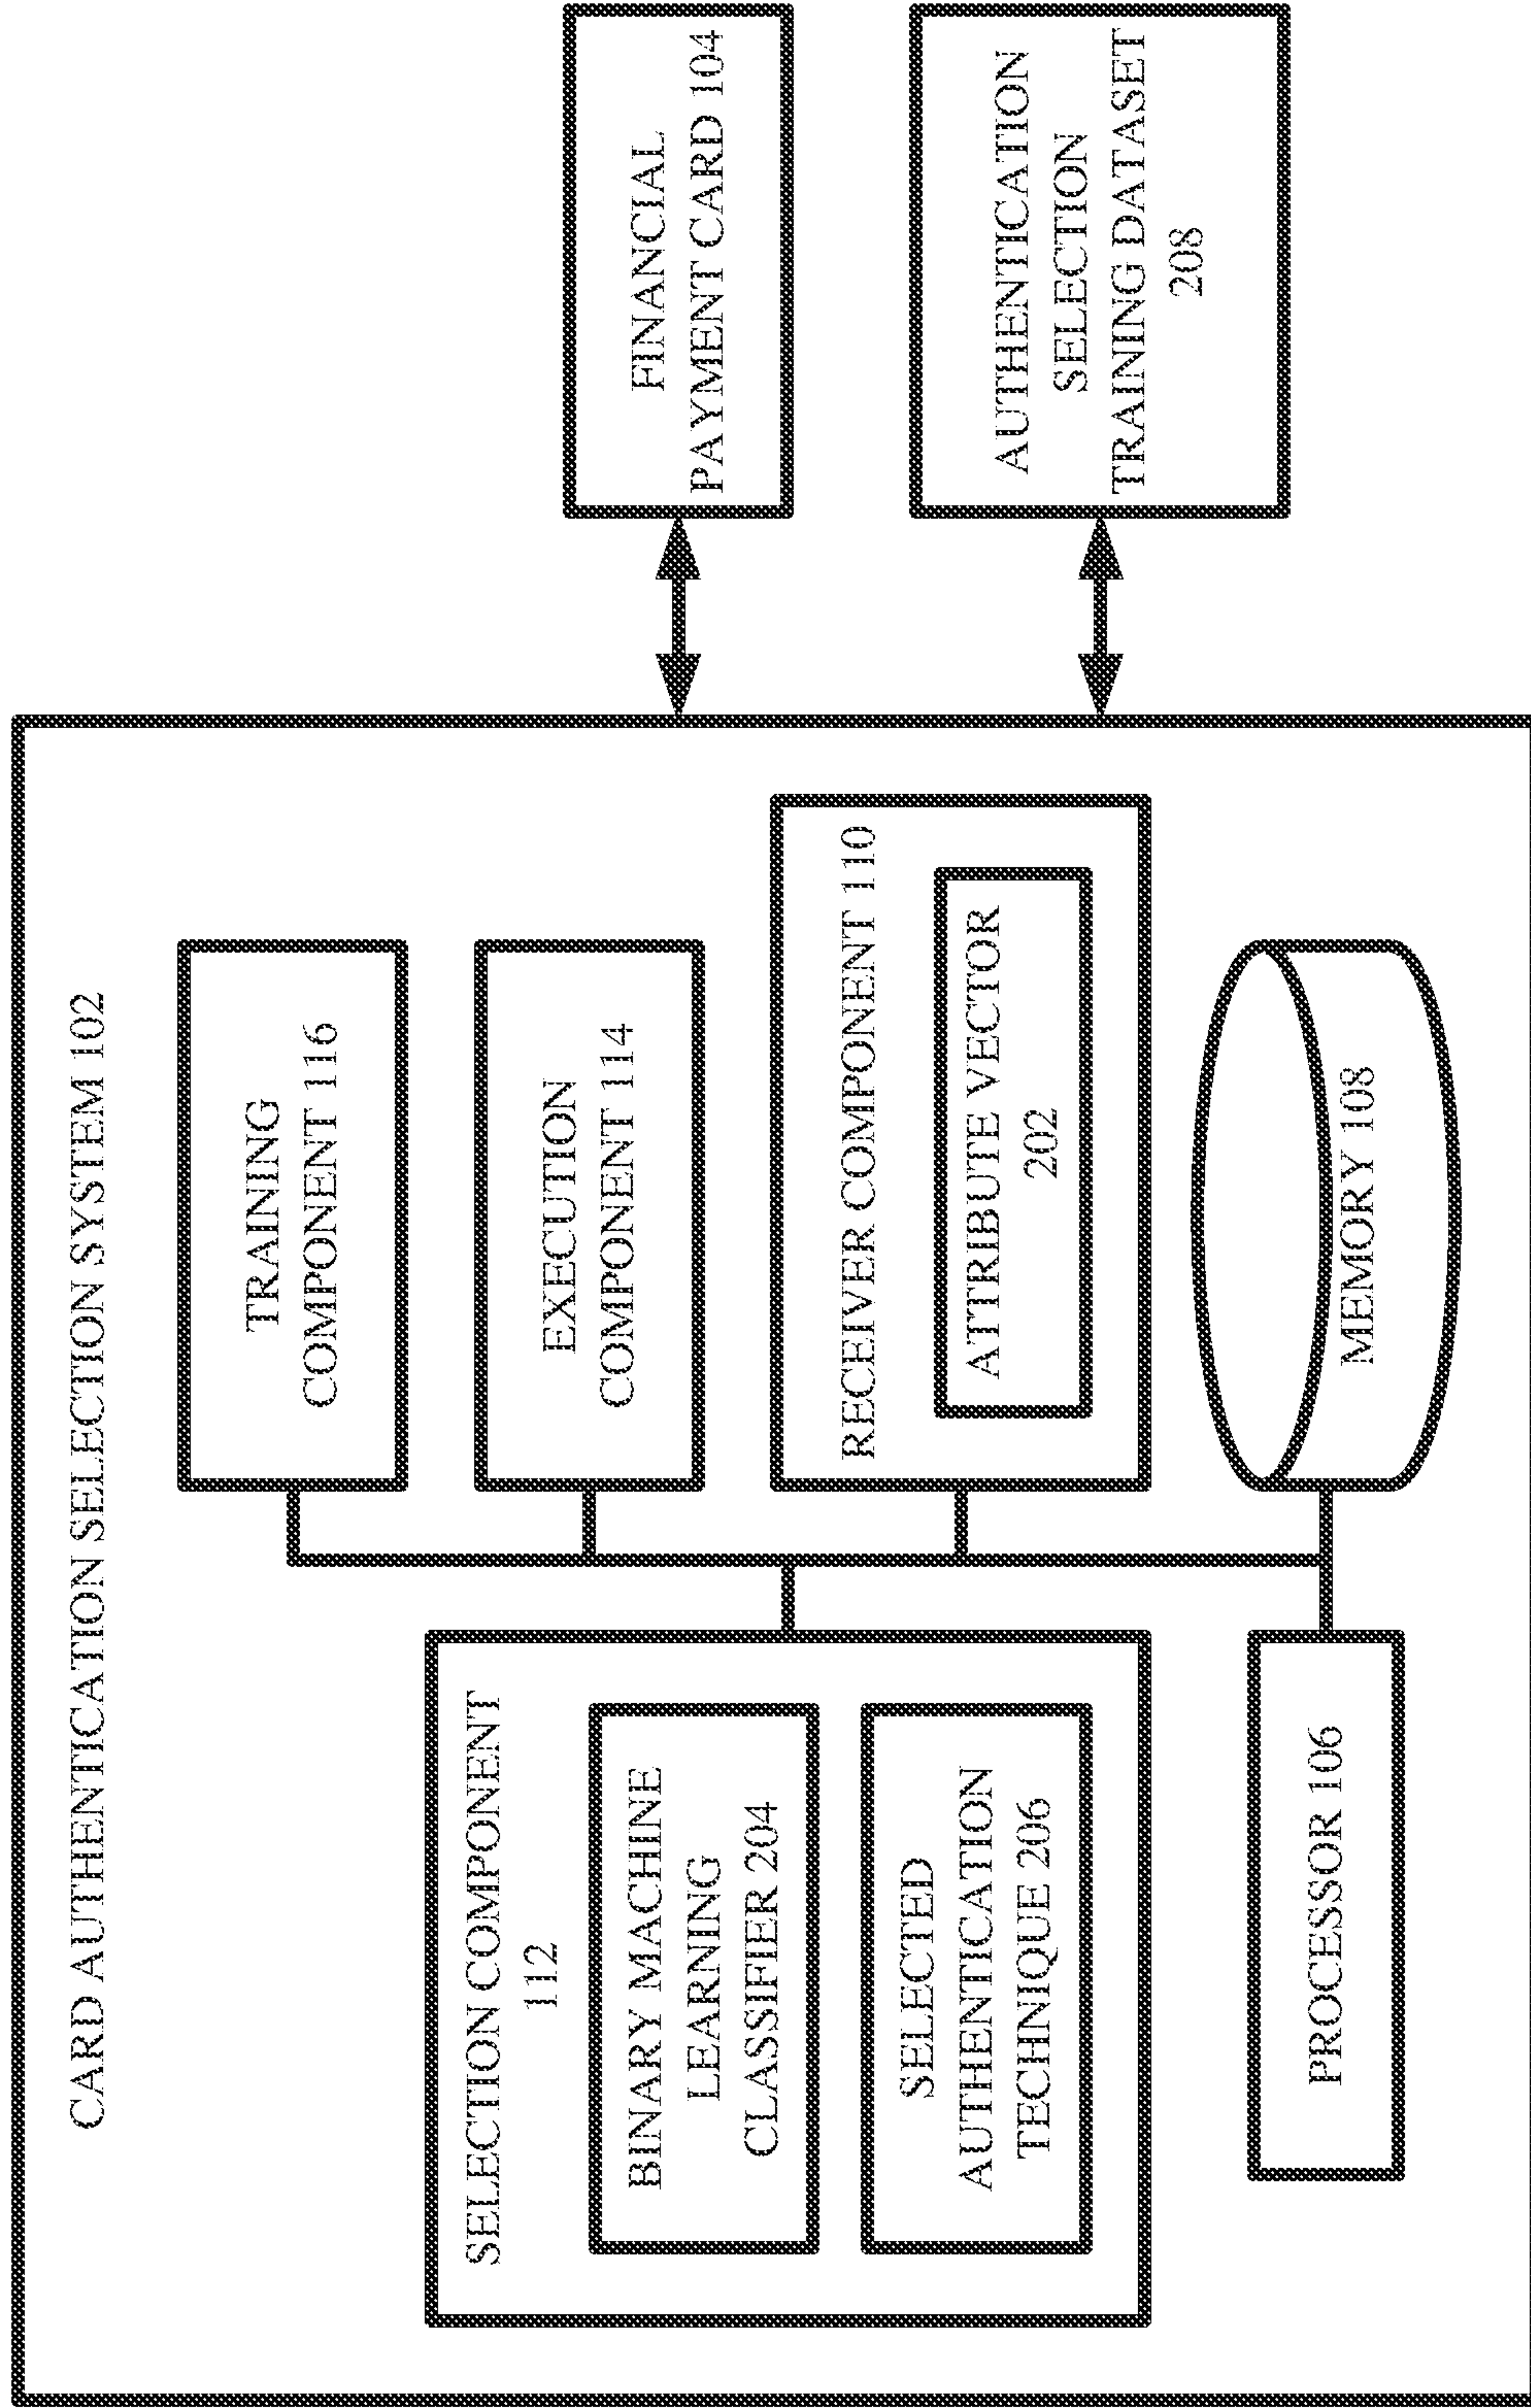 CARD AUTHENTICATION SELECTION SYSTEM 102
SELECTION COMPONENT
112
BINARY MACHINE
LEARNING
CLASSIFIER 204
SELECTED
AUTHENTICATION
TECHNIQUE 206
PROCESSOR 106
TRAINING
COMPONENT 116
EXECUTION
COMPONENT 114
RECEIVER COMPONENT 110
ATTRIBUTE VECTOR
202
MEMORY 108
FINANCIAL
PAYMENT CARD 104
AUTHENTICATION
SELECTION
TRAINING DATASET
208